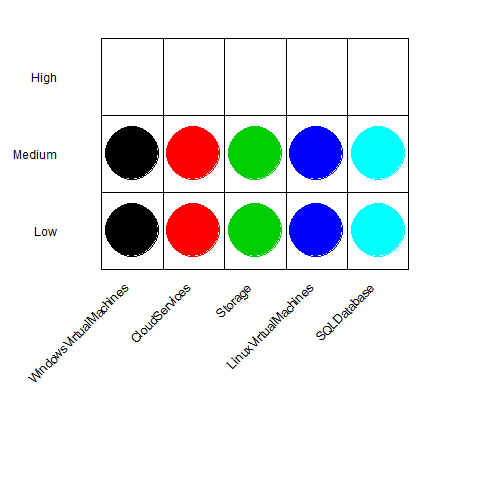 High
Medium
Low
WindowsVirtualMachines
CloudServices
Storage
LinuxVirtualMachines
SQLDatabase